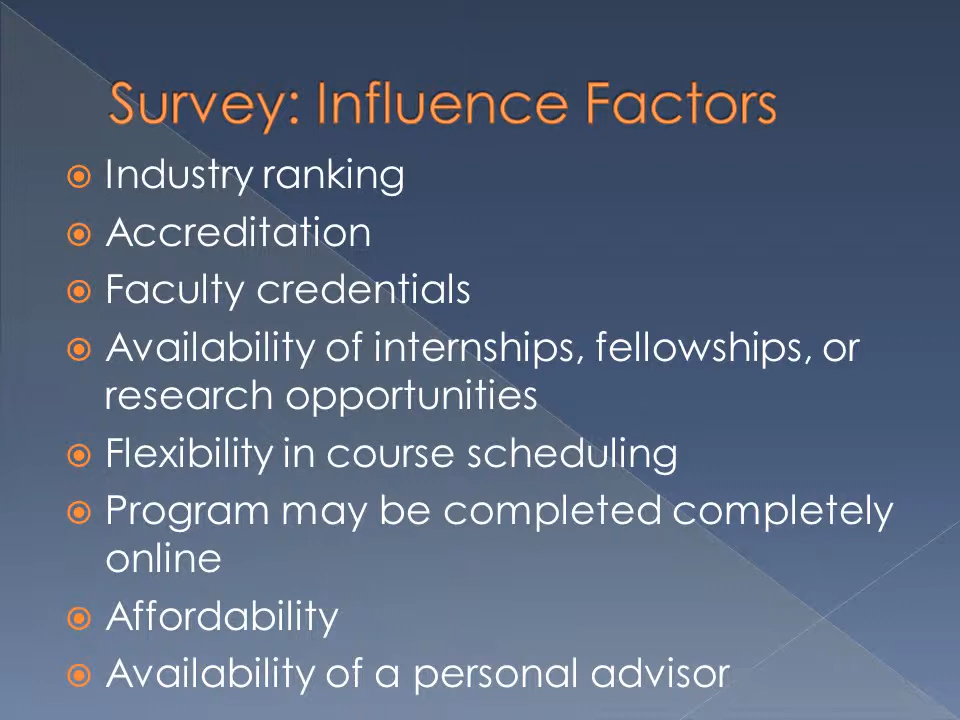 Survey: Influence Factors
Industry ranking
Accreditation
Faculty credentials
Availability of internships, fellowships, or
research opportunities
Flexibility in course scheduling
Program may be completed completely
online
Affordability
Availability of a personal advisor